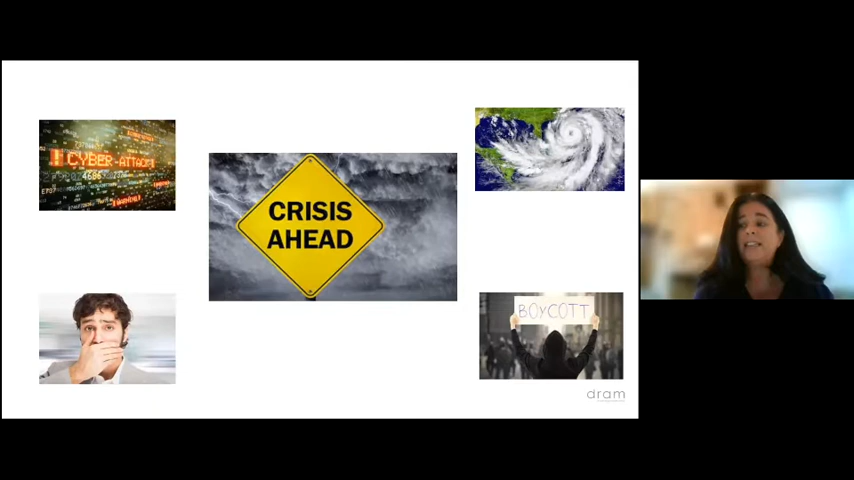 CYBER-ATTACK!
CRISIS
AHEAD
BOYCOTT
dram